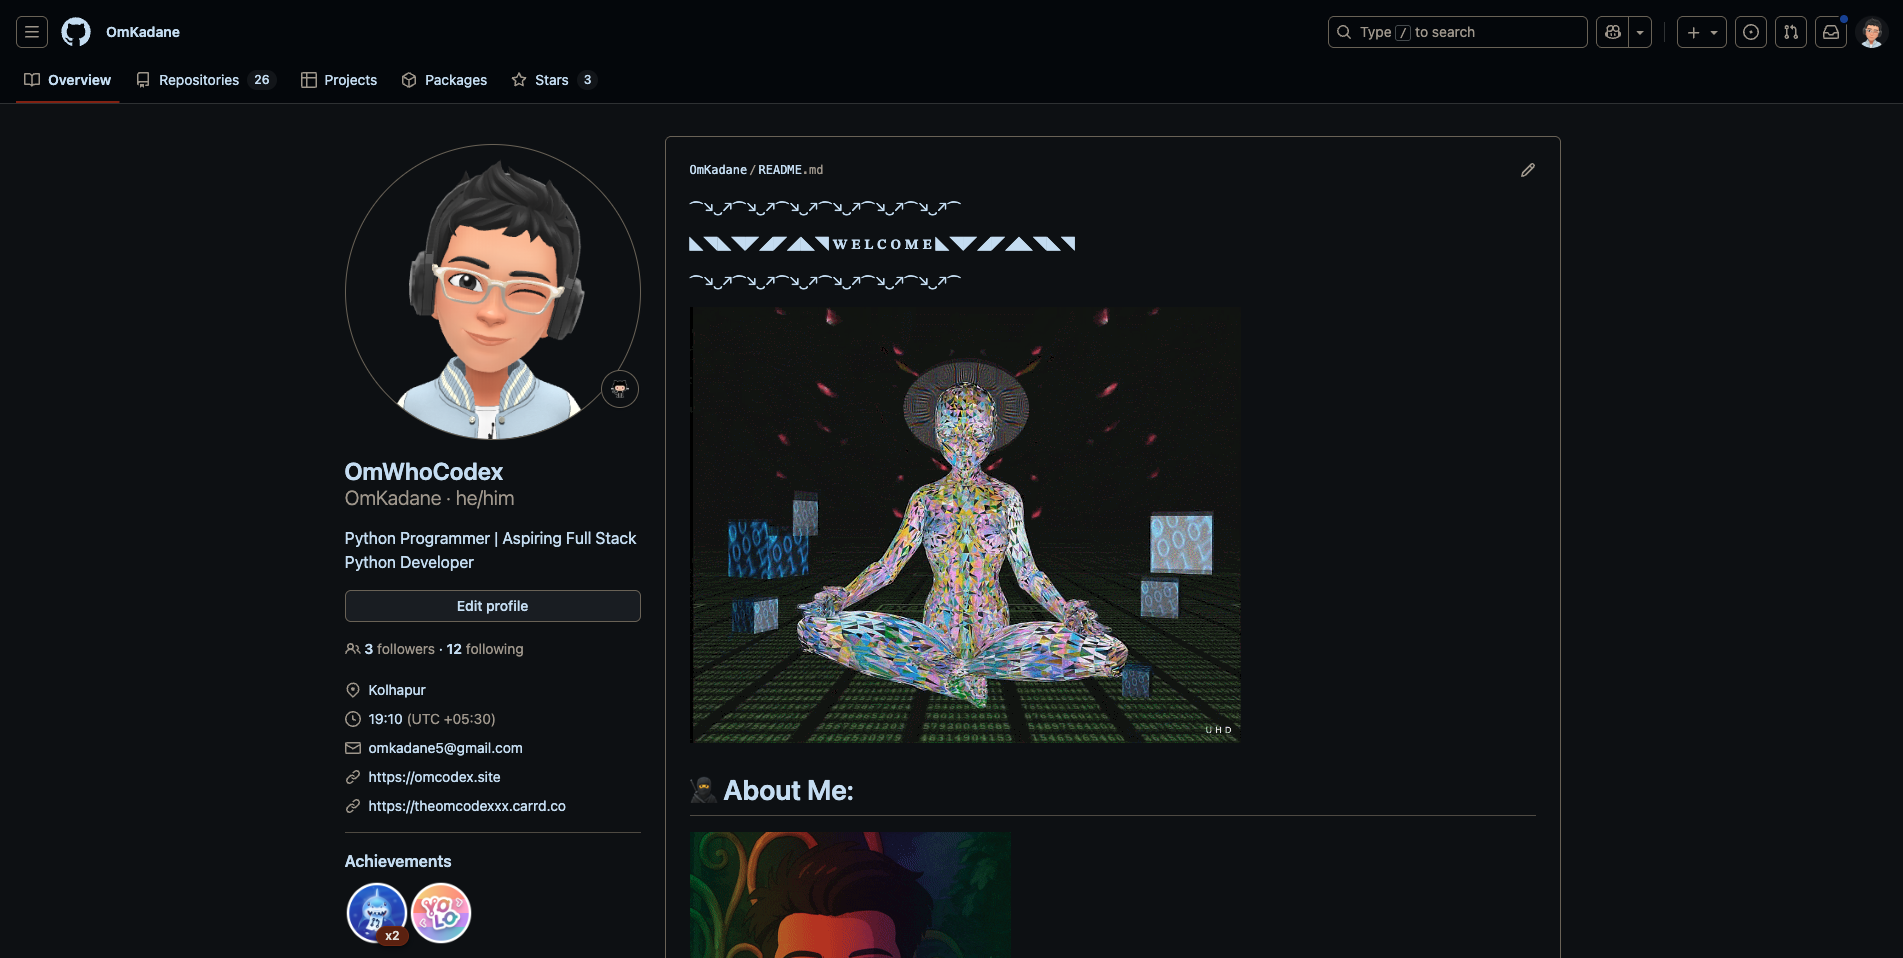 OmKadane
Type / to search
Overview
Repositories 26
Projects
Packages
Stars 3
OmWhoCodex
OmKadane · he/him
Python Programmer | Aspiring Full Stack
Python Developer
Edit profile
3 followers · 12 following
Kolhapur
19:10 (UTC +05:30)
omkadane5@gmail.com
https://omcodex.site
https://theomcodexxx.carrd.co
Achievements
x2
YOLO
OmKadane/README.md
⁀↘‿↗⁀↘‿↗⁀↘‿↗⁀↘‿↗⁀↘‿↗⁀↘‿↗⁀
WELCOME
⁀↘‿↗⁀↘‿↗⁀↘‿↗⁀↘‿↗⁀↘‿↗⁀↘‿↗⁀
UHD
About Me: